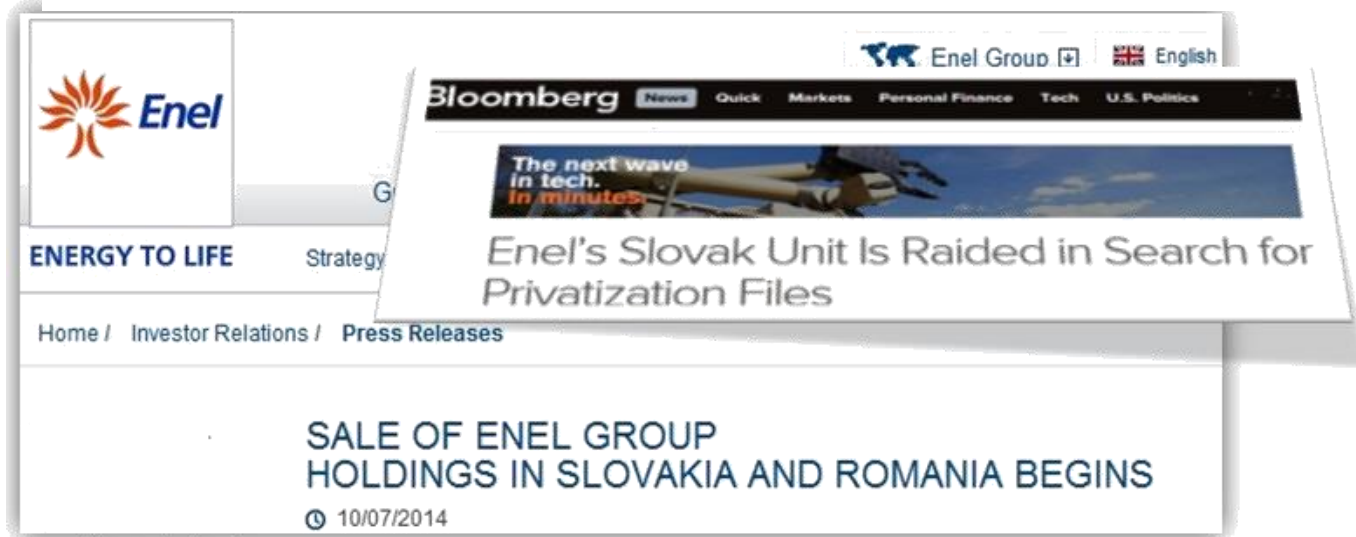 Enel Group
English
Enel
Bloomberg News Quick Markets Personal Finance Tech U.S. Politics
The next wave
in tech.
In minutes.
G
ENERGY TO LIFE
Strategy
Enel's Slovak Unit Is Raided in Search for
Privatization Files
Home / Investor Relations / Press Releases
SALE OF ENEL GROUP
HOLDINGS IN SLOVAKIA AND ROMANIA BEGINS
10/07/2014